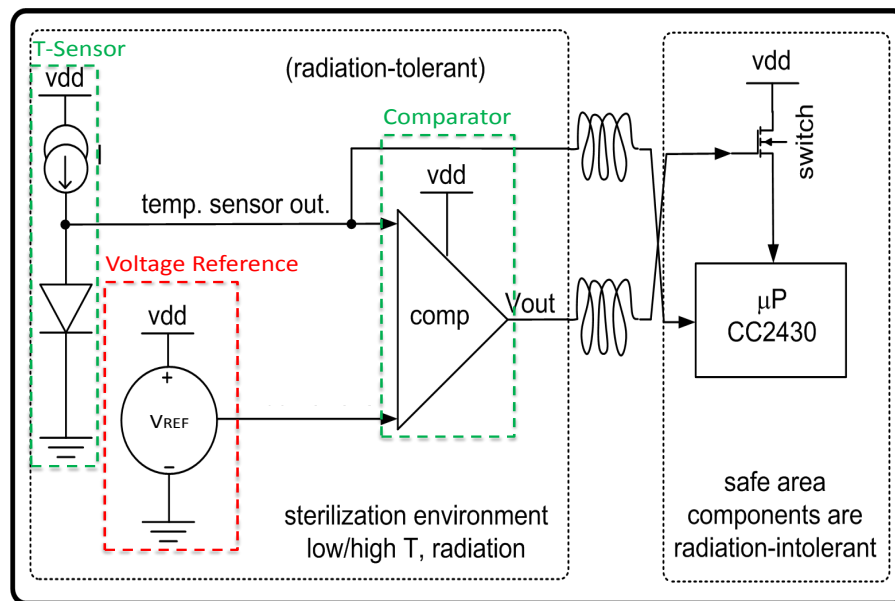 T-Sensor
vdd
I
temp. sensor out.
(radiation-tolerant)
Comparator
vdd
comp
Vout
Voltage Reference
vdd
+
VREF
-
sterilization environment
low/high T, radiation
vdd
switch
μP
CC2430
safe area
components are
radiation-intolerant